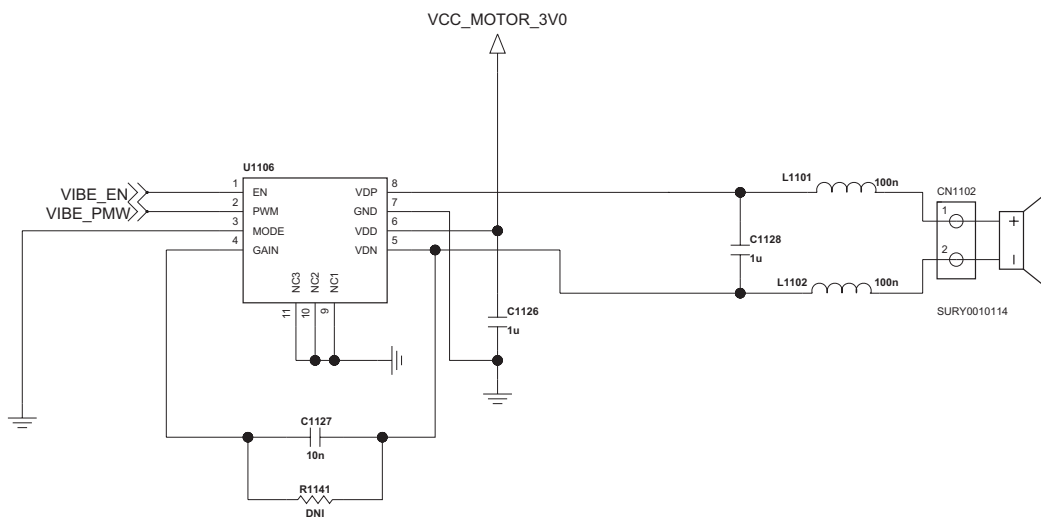 VCC_MOTOR_3V0
U1106
VIBE_EN
VIBE_PMW
1
2
3
4
EN
PWM
MODE
GAIN
VDP
GND
VDD
VDN
8
7
6
5
NC3
NC2
NC1
11
10
9
L1101
100n
CN1102
1
+
C1128
1u
2
–
L1102
100n
SURY0010114
C1126
1u
C1127
10n
R1141
DNI